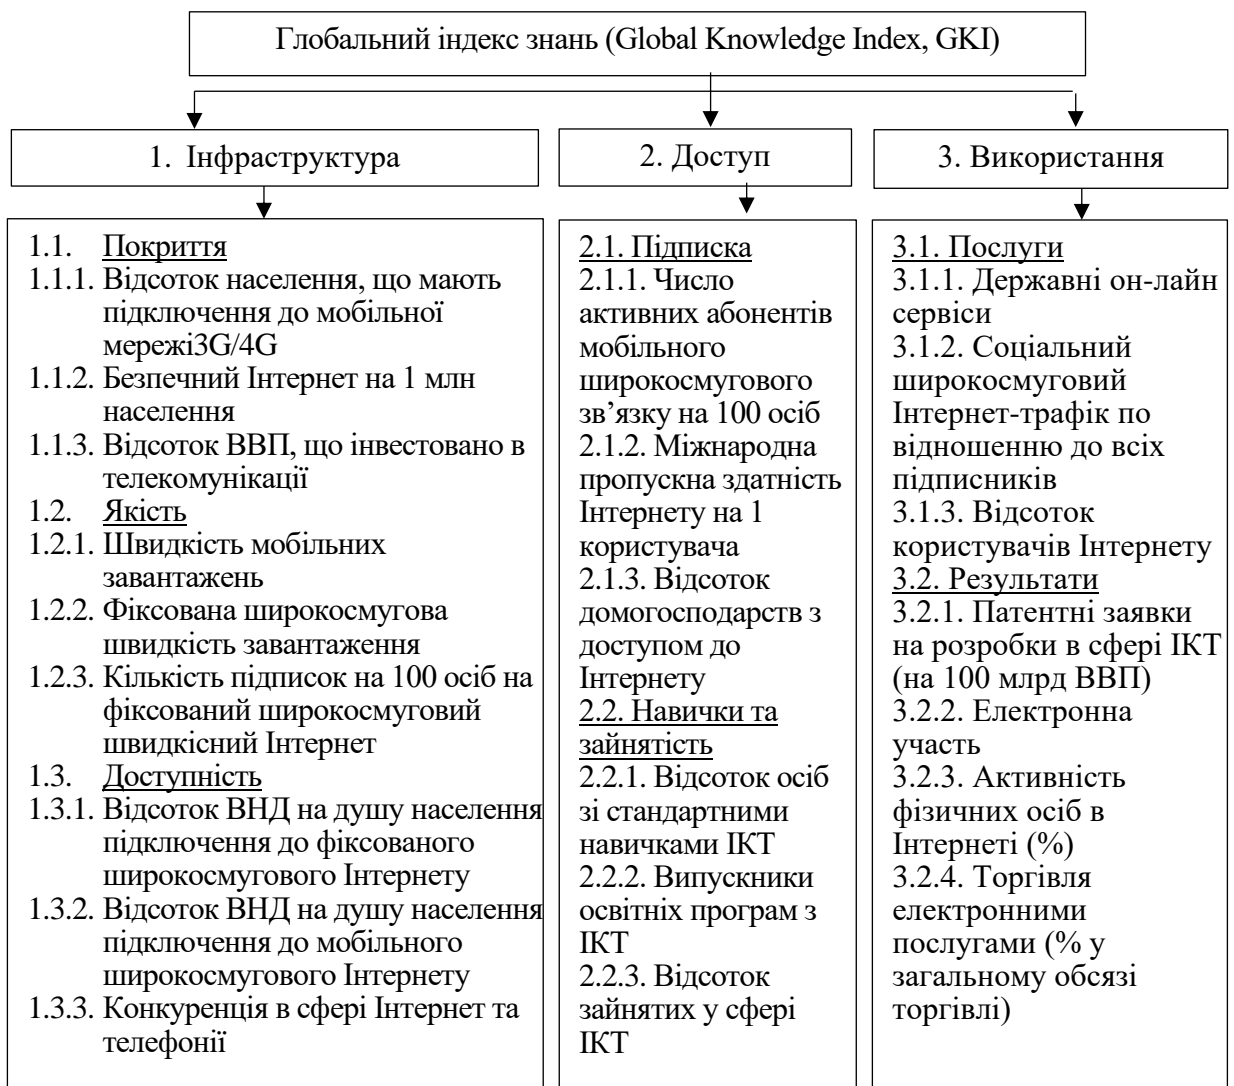 Глобальний індекс знань (Global Knowledge Index, GKI)
1. Інфраструктура
2. Доступ
3. Використання
1.1. Покриття
1.1.1. Відсоток населення, що мають
підключення до мобільної
мережі3G/4G
1.1.2. Безпечний Інтернет на 1 млн
населення
1.1.3. Відсоток ВВП, що інвестовано в
телекомунікації
1.2. Якість
1.2.1. Швидкість мобільних
завантажень
1.2.2. Фіксована широкосмугова
швидкість завантаження
1.2.3. Кількість підписок на 100 осіб на
фіксований широкосмуговий
швидкісний Інтернет
1.3. Доступність
1.3.1. Відсоток ВНД на душу населення
підключення до фіксованого
широкосмугового Інтернету
1.3.2. Відсоток ВНД на душу населення
підключення до мобільного
широкосмугового Інтернету
1.3.3. Конкуренція в сфері Інтернет та
телефонії
2.1. Підписка
2.1.1. Число
активних абонентів
мобільного
широкосмугового
зв’язку на 100 осіб
2.1.2. Міжнародна
пропускна здатність
Інтернету на 1
користувача
2.1.3. Відсоток
домогосподарств з
доступом до
Інтернету
2.2. Навички та
зайнятість
2.2.1. Відсоток осіб
зі стандартними
навичками ІКТ
2.2.2. Випускники
освітніх програм з
ІКТ
2.2.3. Відсоток
зайнятих у сфері
ІКТ
3.1. Послуги
3.1.1. Державні он-лайн
сервіси
3.1.2. Соціальний
широкосмуговий
Інтернет-трафік по
відношенню до всіх
підписників
3.1.3. Відсоток
користувачів Інтернету
3.2. Результати
3.2.1. Патентні заявки
на розробки в сфері ІКТ
(на 100 млрд ВВП)
3.2.2. Електронна
участь
3.2.3. Активність
фізичних осіб в
Інтернеті (%)
3.2.4. Торгівля
електронними
послугами (% у
загальному обсязі
торгівлі)